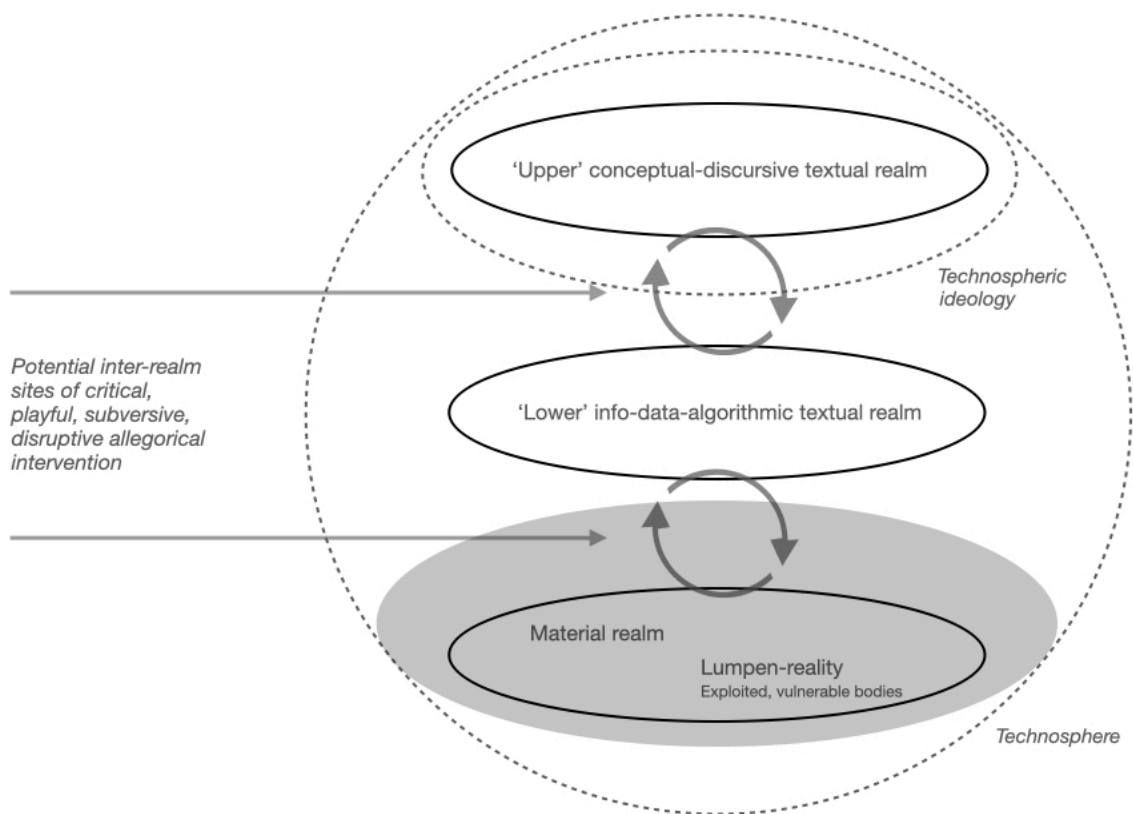 ‘Upper’ conceptual-discursive textual realm
Technospheric
ideology
Potential inter-realm
sites of critical,
playful, subversive,
disruptive allegorical
intervention
‘Lower’ info-data-algorithmic textual realm
Material realm
Lumpen-reality
Exploited, vulnerable bodies
Technosphere